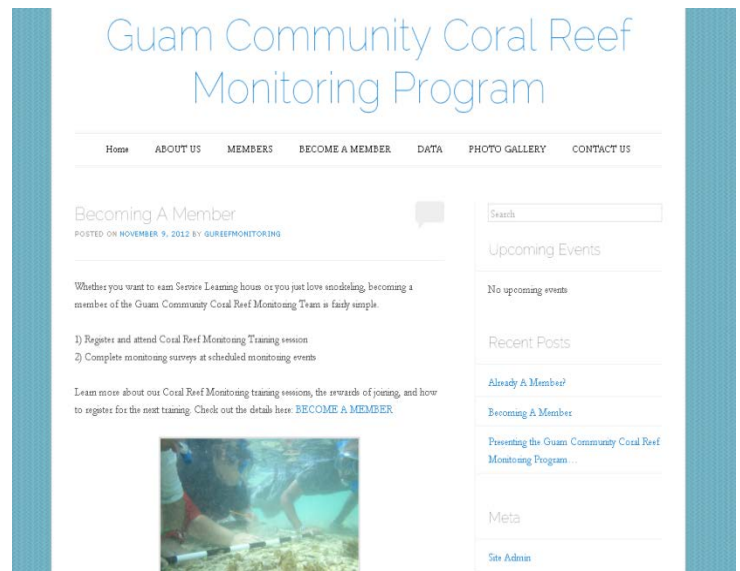 Guam Community Coral Reef
Monitoring Program
Home ABOUT US MEMBERS BECOME A MEMBER DATA PHOTO GALLERY CONTACT US
Becoming A Member
POSTED ON NOVEMBER 9, 2012 BY GUREEFMONITORING
Whether you want to earn Service Learning hours or you just love snorkeling, becoming a
member of the Guam Community Coral Reef Monitoring Team is fairly simple.
1) Register and attend Coral Reef Monitoring Training session
2) Complete monitoring surveys at scheduled monitoring events
Learn more about our Coral Reef Monitoring training sessions, the rewards of joining, and how
to register for the next training. Check out the details here: BECOME A MEMBER
Search
Upcoming Events
No upcoming events
Recent Posts
Already A Member?
Becoming A Member
Presenting the Guam Community Coral Reef
Monitoring Program…
Meta
Site Admin